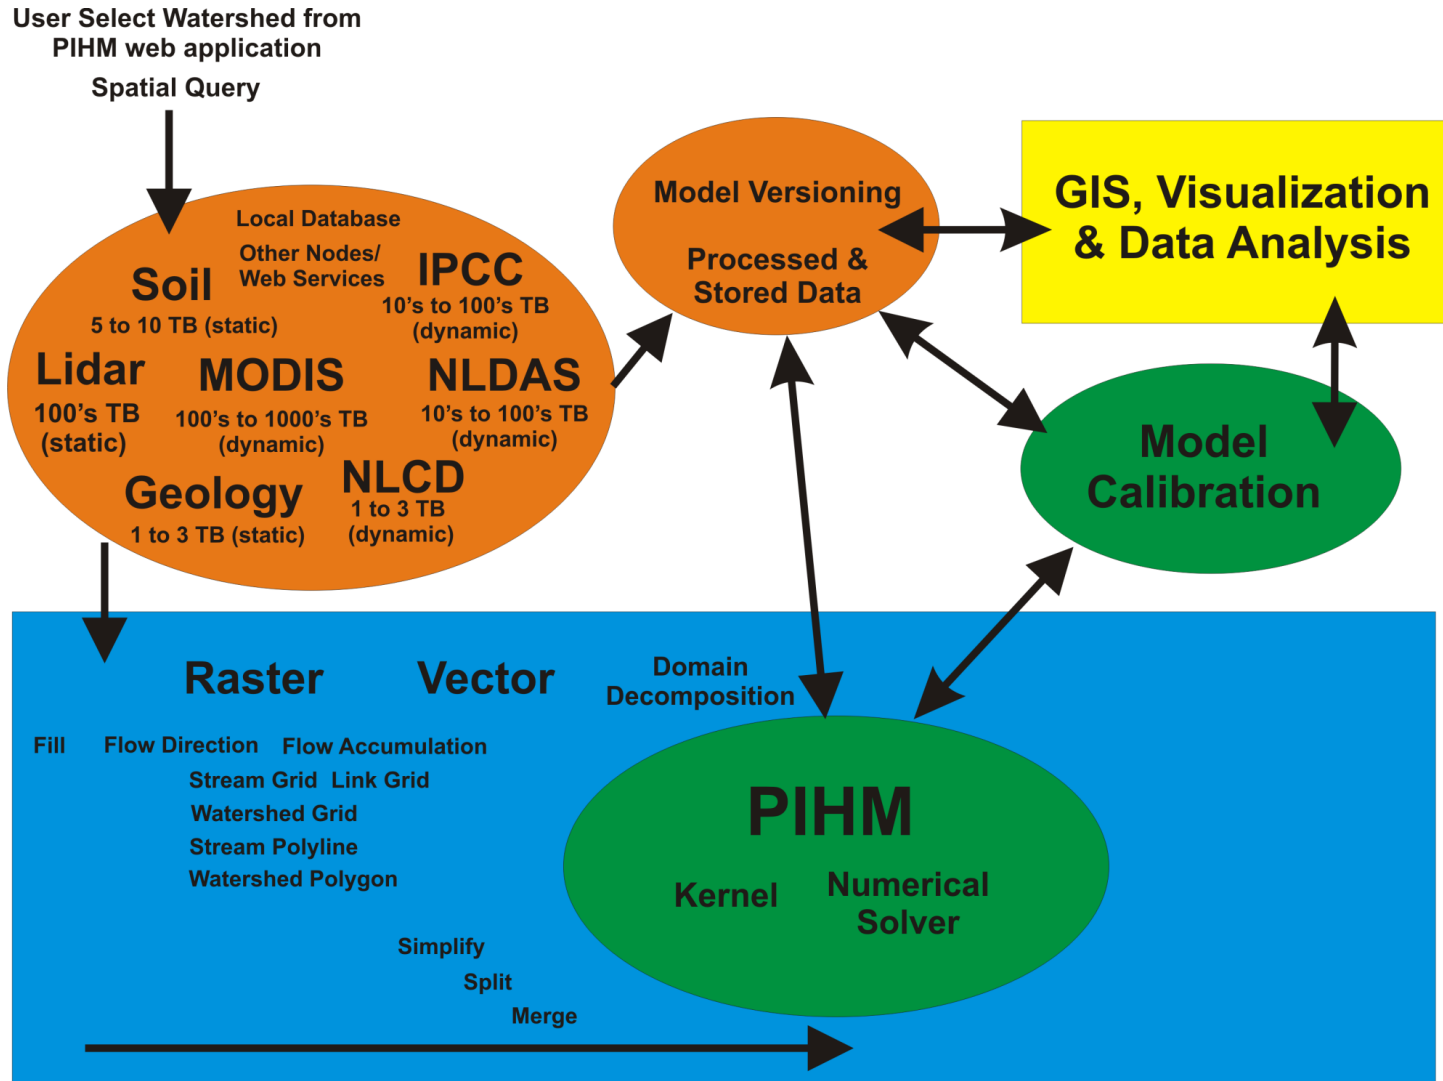 User Select Watershed from
PIHM web application
Spatial Query
Local Database
Other Nodes/
Web Services
Soil
5 to 10 TB (static)
IPCC
10's to 100's TB
(dynamic)
Lidar
100's TB
(static)
MODIS
100's to 1000's TB
(dynamic)
NLDAS
10's to 100's TB
(dynamic)
Geology
1 to 3 TB (static)
NLCD
1 to 3 TB
(dynamic)
Model Versioning
Processed &
Stored Data
GIS, Visualization
& Data Analysis
Model
Calibration
Raster
Vector
Domain
Decomposition
Fill
Flow Direction
Flow Accumulation
Stream Grid
Link Grid
Watershed Grid
Stream Polyline
Watershed Polygon
Simplify
Split
Merge
PIHM
Kernel
Numerical
Solver